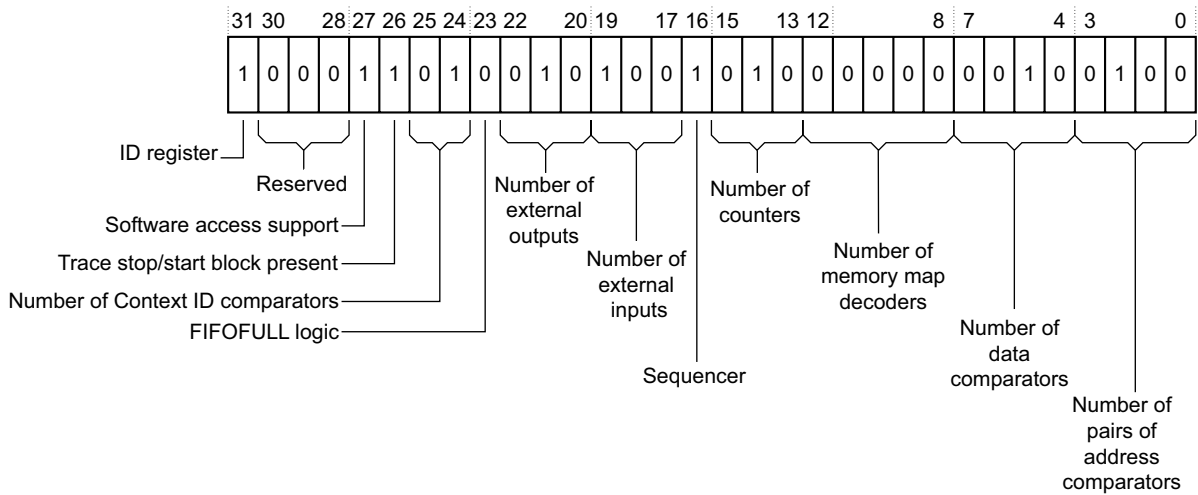 31 30 28 27 26 25 24 23 22 20 19 17 16 15 13 12 8 7 4 3 0
1 0 0 0 1 1 0 1 0 0 1 0 1 0 0 1 0 1 0 0 0 0 0 0 0 0 1 0 0 1 0 0
ID register
Reserved
Software access support
Trace stop/start block present
Number of Context ID comparators
FIFOFULL logic
Number of
external
outputs
Number of
external
inputs
Sequencer
Number of
counters
Number of
memory map
decoders
Number of
data
comparators
Number of
pairs of
address
comparators